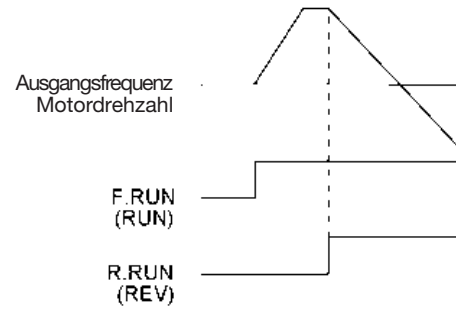 Ausgangsfrequenz
Motordrehzahl
F.RUN
(RUN)
R.RUN
(REV)